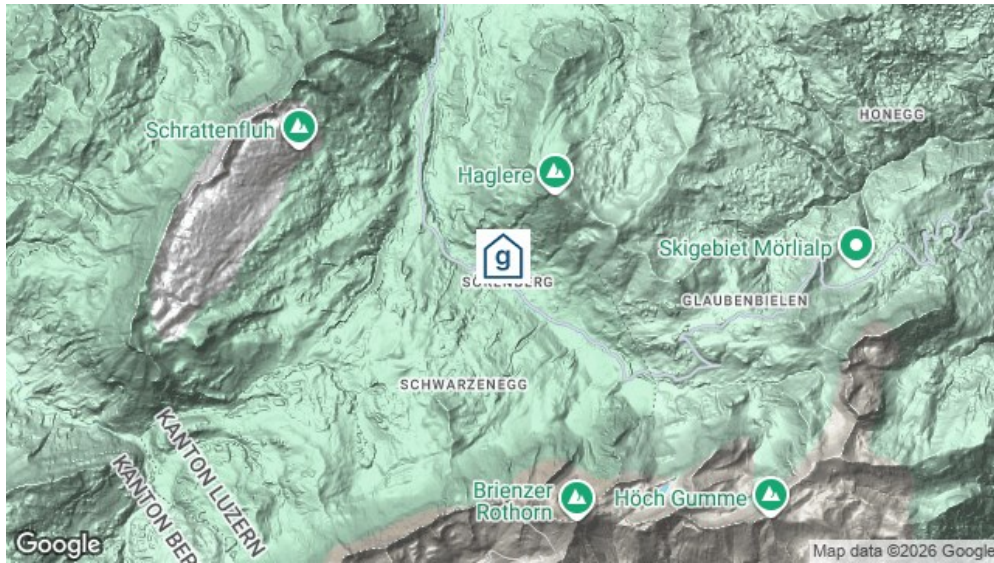 HONEGG
Schrattenfluh
Haglere
g
Skigebiet Mörlialp
SÖRENBERG
GLAUBENBIELEN
SCHWARZENEGG
KANTON LUZERN
KANTON BER
Brienzer
Rothorn
Höch Gumme
Google
Map data ©2026 Google